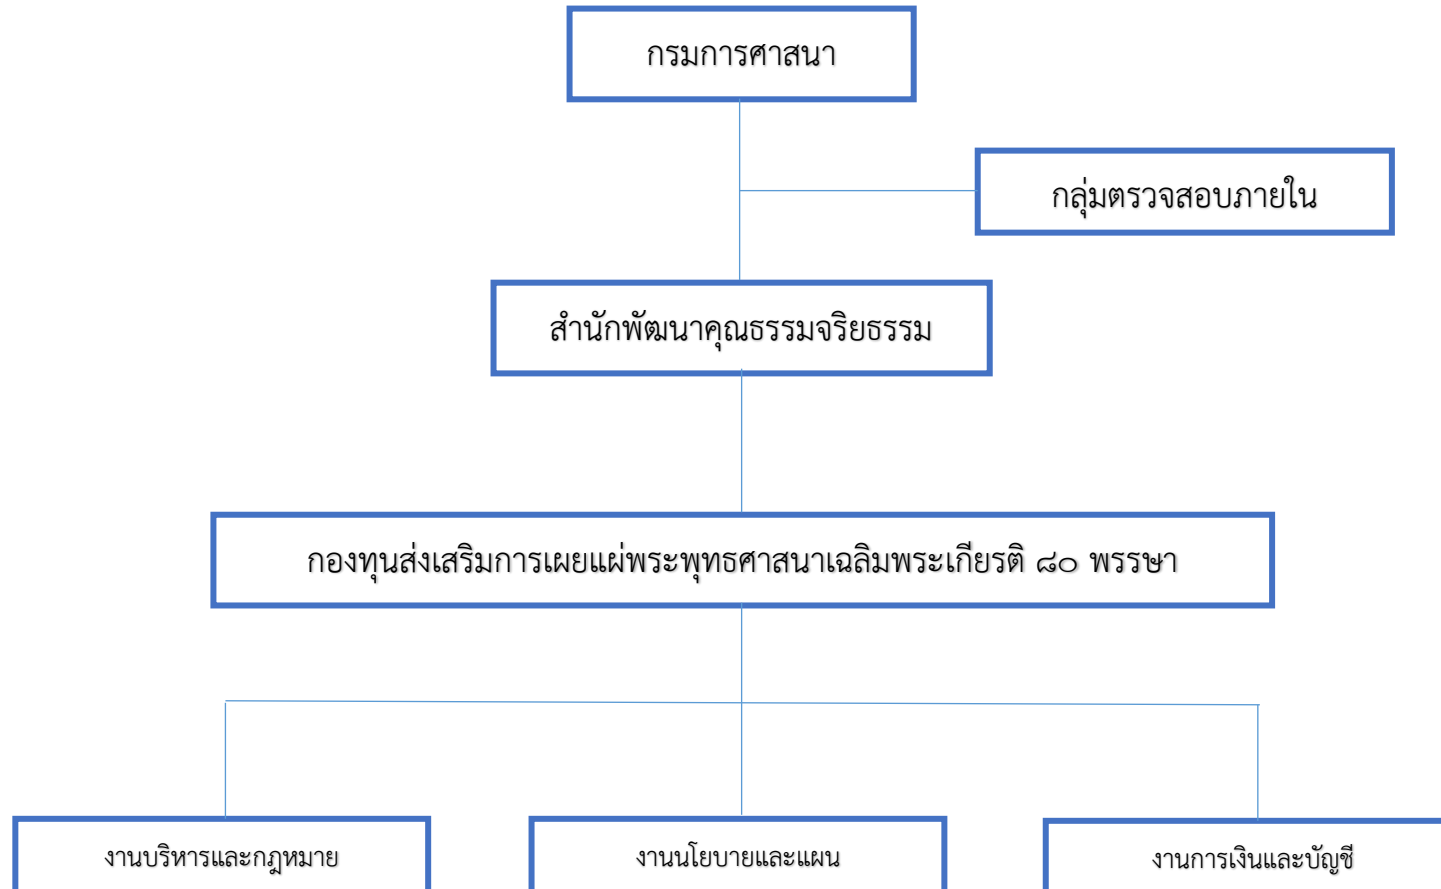 กรมการศาสนา
กลุ่มตรวจสอบภายใน
สำนักพัฒนาคุณธรรมจริยธรรม
กองทุนส่งเสริมการเผยแผ่พระพุทธศาสนาเฉลิมพระเกียรติ ๘๐ พรรษา
งานบริหารและกฎหมาย
งานนโยบายและแผน
งานการเงินและบัญชี